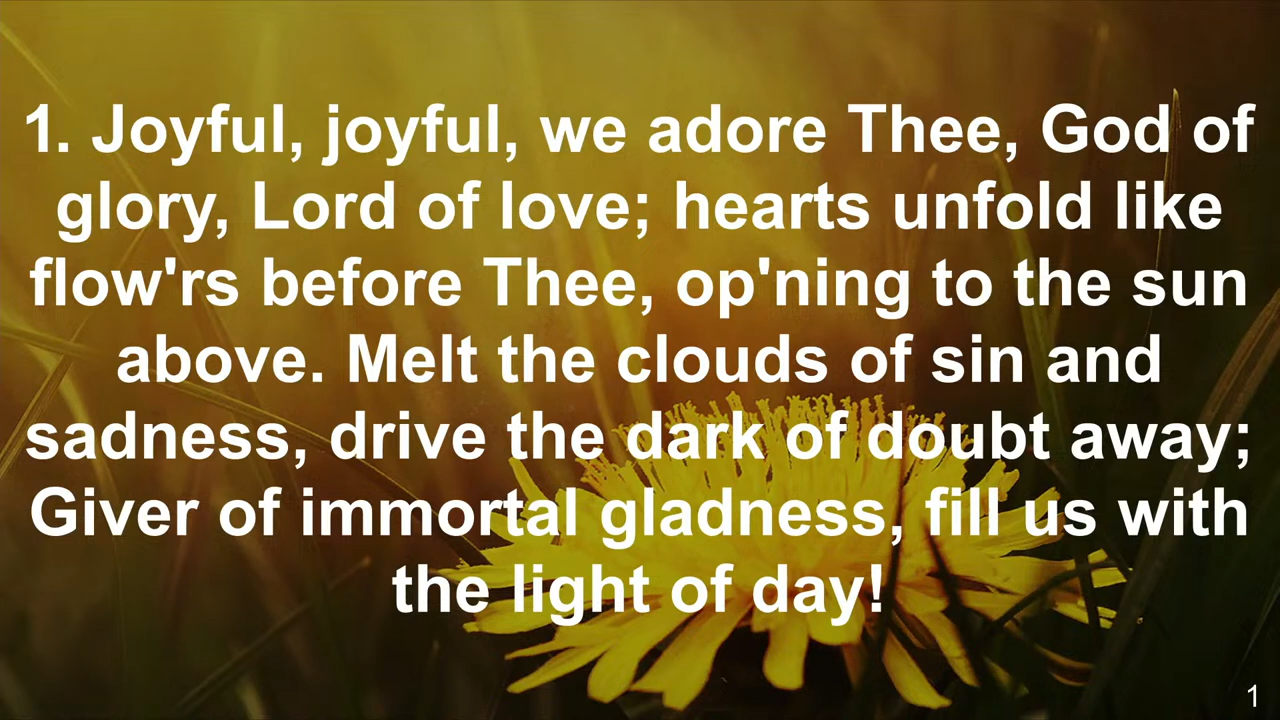 1. Joyful, joyful, we adore Thee, God of
glory, Lord of love; hearts unfold like
flow'rs before Thee, op'ning to the sun
above. Melt the clouds of sin and
sadness, drive the dark of doubt away;
Giver of immortal gladness, fill us with
the light of day!
1